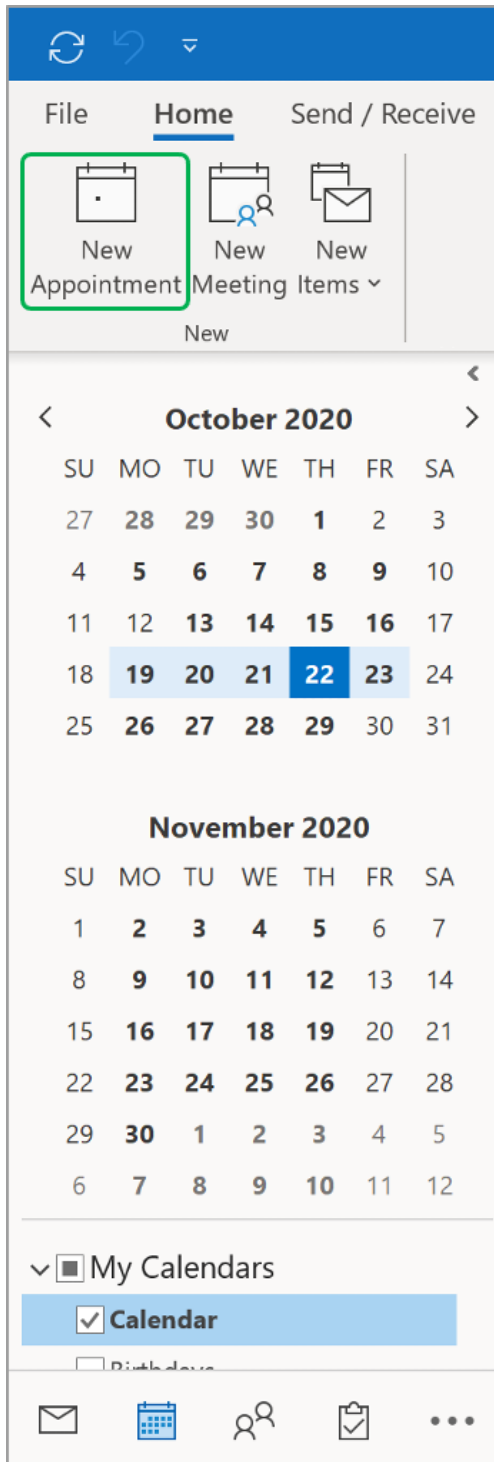 File Home Send / Receive
New New New
Appointment Meeting Items
New
October 2020
SU MO TU WE TH FR SA
27 28 29 30 1 2 3
4 5 6 7 8 9 10
11 12 13 14 15 16 17
18 19 20 21 22 23 24
25 26 27 28 29 30 31
November 2020
SU MO TU WE TH FR SA
1 2 3 4 5 6 7
8 9 10 11 12 13 14
15 16 17 18 19 20 21
22 23 24 25 26 27 28
29 30 1 2 3 4 5
6 7 8 9 10 11 12
My Calendars
Calendar
Birthdays